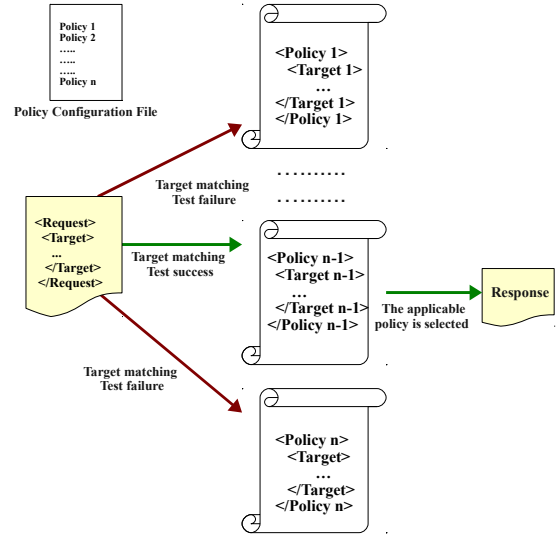 Policy 1
Policy 2
.....
.....
.....
Policy n
Policy Configuration File
<Policy 1>
<Target 1>
...
</Target 1>
</Policy 1>
Target matching
Test failure
..........
..........
<Request>
<Target>
...
</Target>
</Request>
Target matching
Test success
<Policy n-1>
<Target n-1>
...
</Target n-1>
</Policy n-1>
The applicable
policy is selected
Response
Target matching
Test failure
<Policy n>
<Target>
...
</Target>
</Policy n>